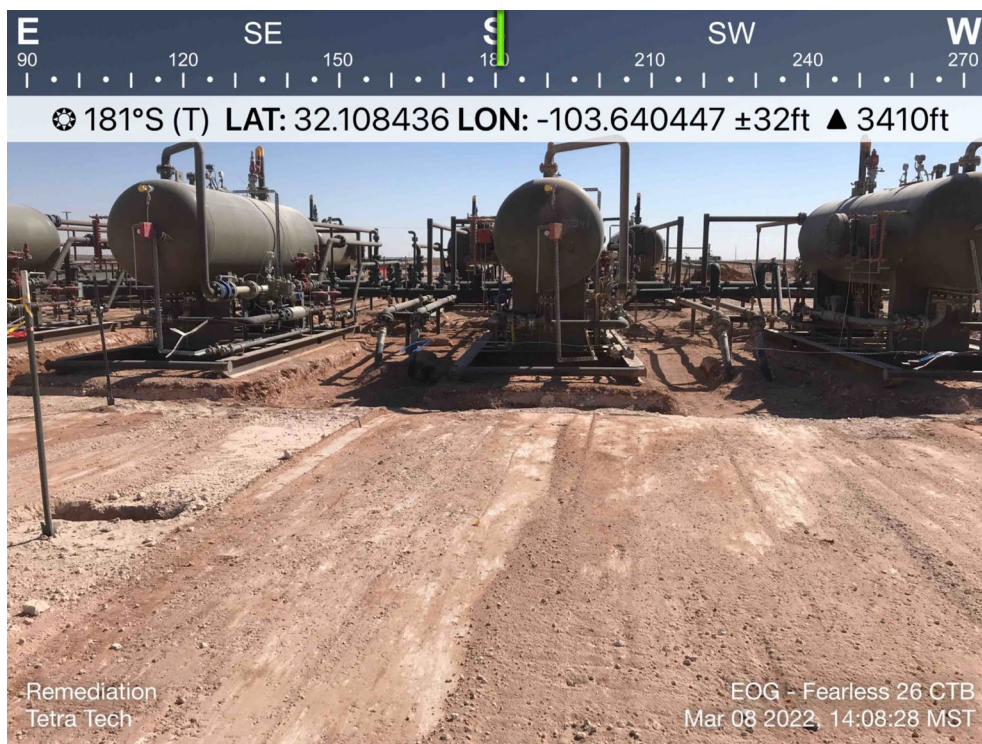 E SE S SW W
90 120 150 180 210 240 270
181°S (T) LAT: 32.108436 LON: -103.640447 ±32ft ▲ 3410ft
Remediation
Tetra Tech
EOG - Fearless 26 CTB
Mar 08 2022, 14:08:28 MST